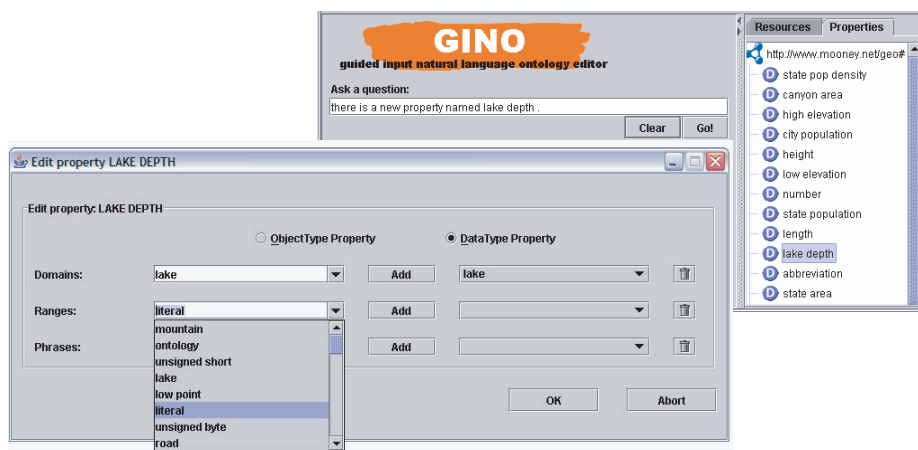 GINO
guided input natural language ontology editor
Ask a question:
there is a new property named lake depth .
Clear Go!
Resources Properties
http://www.mooney.net/geo#
D state pop density
D canyon area
D high elevation
D city population
D height
D low elevation
D number
D state population
D length
D lake depth
D abbreviation
D state area
Edit property LAKE DEPTH
Edit property: LAKE DEPTH
ObjectType Property DataType Property
Domains: lake Add lake
Ranges: literal Add
Phrases: Add
mountain
ontology
unsigned short
lake
low point
literal
unsigned byte
road
OK Abort